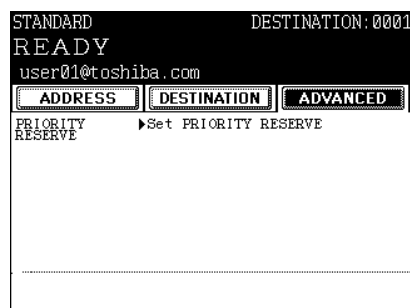 STANDARD DESTINATION:0001
READY
user01@toshiba.com
ADDRESS DESTINATION ADVANCED
PRIORITY RESERVE ▶Set PRIORITY RESERVE